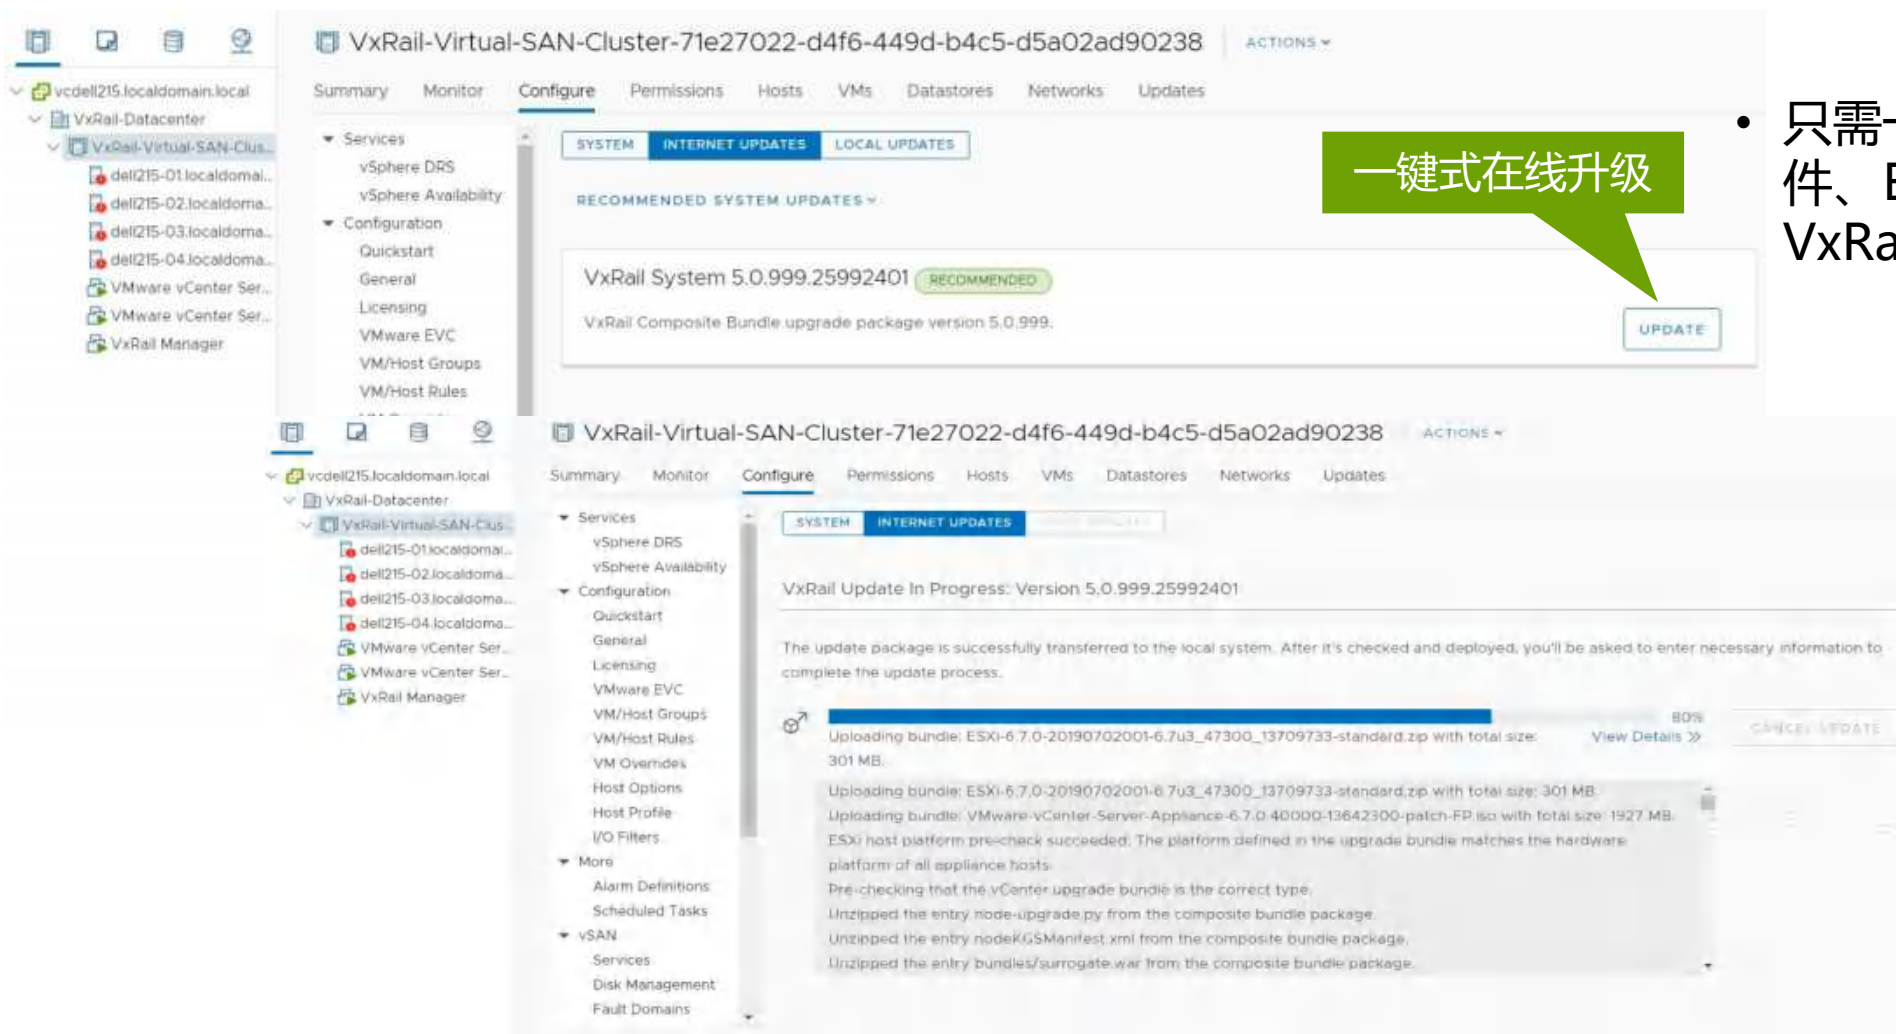 VxRail-Virtual-SAN-Cluster-71e27022-d4f6-449d-b4c5-d5a02ad90238
ACTIONS
Summary Monitor Configure Permissions Hosts VMs Datastores Networks Updates
vcdell215.localdomain.local
VxRail-Datacenter
VxRail-Virtual-SAN-Clus...
dell215-01.localdomai...
dell215-02.localdoma...
dell215-03.localdoma...
dell215-04.localdoma...
VMware vCenter Ser...
VMware vCenter Ser...
VxRail Manager
Services
vSphere DRS
vSphere Availability
Configuration
Quickstart
General
Licensing
VMware EVC
VM/Host Groups
VM/Host Rules
SYSTEM INTERNET UPDATES LOCAL UPDATES
RECOMMENDED SYSTEM UPDATES
VxRail System 5.0.999.25992401 RECOMMENDED
VxRail Composite Bundle upgrade package version 5.0.999.
UPDATE
一键式在线升级
• 只需
件、
VxRa
VxRail-Virtual-SAN-Cluster-71e27022-d4f6-449d-b4c5-d5a02ad90238
ACTIONS
Summary Monitor Configure Permissions Hosts VMs Datastores Networks Updates
vcdell215.localdomain.local
VxRail-Datacenter
VxRail-Virtual-SAN-Clus...
dell215-01.localdomai...
dell215-02.localdoma...
dell215-03.localdoma...
dell215-04.localdoma...
VMware vCenter Ser...
VMware vCenter Ser...
VxRail Manager
Services
vSphere DRS
vSphere Availability
Configuration
Quickstart
General
Licensing
VMware EVC
VM/Host Groups
VM/Host Rules
VM Overrides
Host Options
Host Profile
I/O Filters
More
Alarm Definitions
Scheduled Tasks
vSAN
Services
Disk Management
Fault Domains
SYSTEM INTERNET UPDATES
VxRail Update In Progress: Version 5.0.999.25992401
The update package is successfully transferred to the local system. After it's checked and deployed, you'll be asked to enter necessary information to
complete the update process.
80%
CANCEL UPDATE
Uploading bundle: ESXi-6.7.0-20190702001-6.7u3_47300_13709733-standard.zip with total size:
301 MB.
View Details
Uploading bundle: ESXi-6.7.0-20190702001-6.7u3_47300_13709733-standard.zip with total size: 301 MB.
Uploading bundle: VMware-vCenter-Server-Appliance-6.7.0.40000-13642300-patch-FP.iso with total size: 1927 MB.
ESXi host platform pre-check succeeded: The platform defined in the upgrade bundle matches the hardware
platform of all appliance hosts.
Pre-checking that the vCenter upgrade bundle is the correct type.
Unzipped the entry node-upgrade.py from the composite bundle package.
Unzipped the entry nodeKGSManifest.xml from the composite bundle package.
Unzipped the entry bundles/surrogate.war from the composite bundle package.